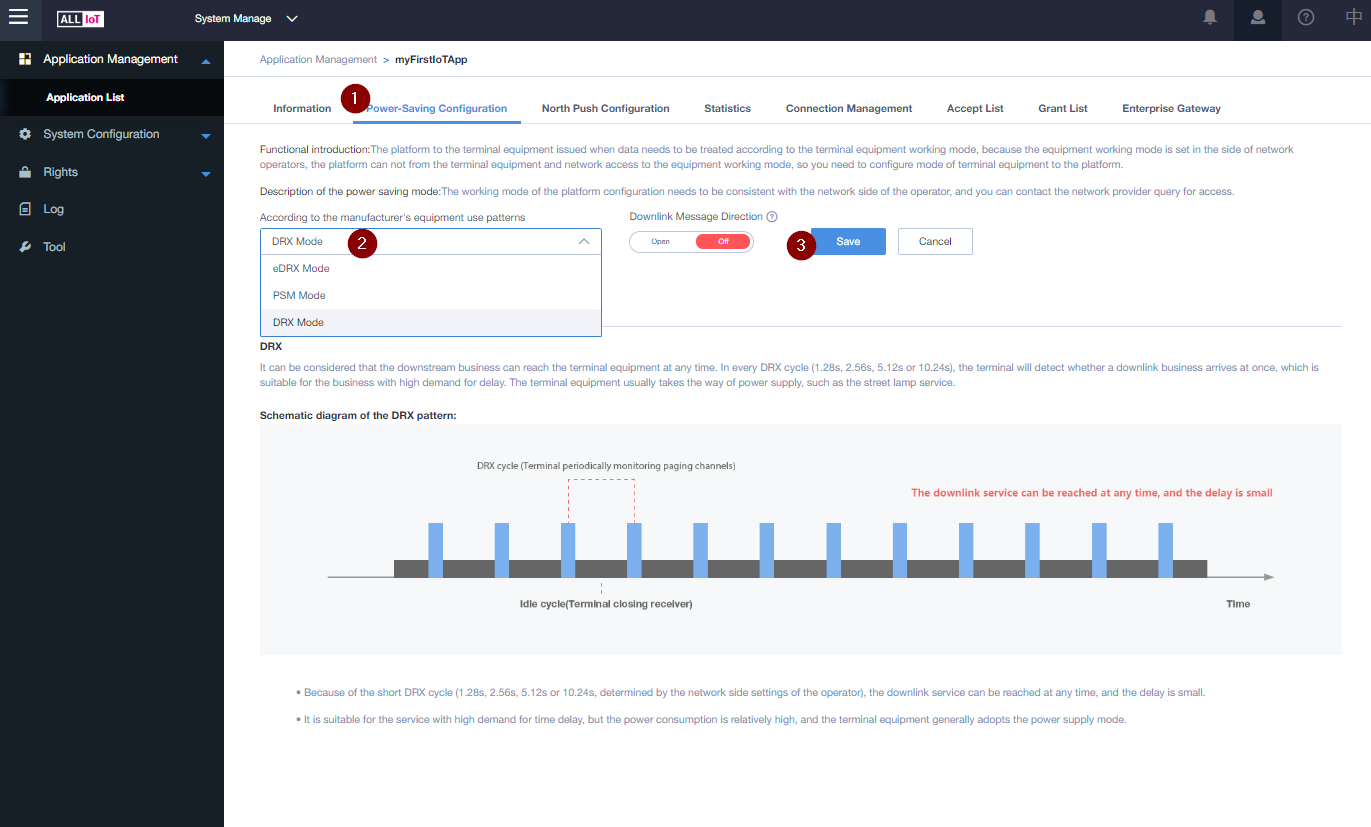 ALL IoT
System Manage
中
Application Management
Application List
System Configuration
Rights
Log
Tool
Application Management > myFirstIoTApp
1
Information
Power-Saving Configuration
North Push Configuration
Statistics
Connection Management
Accept List
Grant List
Enterprise Gateway
Functional introduction:The platform to the terminal equipment issued when data needs to be treated according to the terminal equipment working mode, because the equipment working mode is set in the side of network
operators, the platform can not from the terminal equipment and network access to the equipment working mode, so you need to configure mode of terminal equipment to the platform.
Description of the power saving mode:The working mode of the platform configuration needs to be consistent with the network side of the operator, and you can contact the network provider query for access.
According to the manufacturer's equipment use patterns
Downlink Message Direction ?
DRX Mode
2
Open
Off
3
Save
Cancel
eDRX Mode
PSM Mode
DRX Mode
DRX
It can be considered that the downstream business can reach the terminal equipment at any time. In every DRX cycle (1.28s, 2.56s, 5.12s or 10.24s), the terminal will detect whether a downlink business arrives at once, which is
suitable for the business with high demand for delay. The terminal equipment usually takes the way of power supply, such as the street lamp service.
Schematic diagram of the DRX pattern:
DRX cycle (Terminal periodically monitoring paging channels)
The downlink service can be reached at any time, and the delay is small
Idle cycle(Terminal closing receiver)
Time
• Because of the short DRX cycle (1.28s, 2.56s, 5.12s or 10.24s, determined by the network side settings of the operator), the downlink service can be reached at any time, and the delay is small.
• It is suitable for the service with high demand for time delay, but the power consumption is relatively high, and the terminal equipment generally adopts the power supply mode.